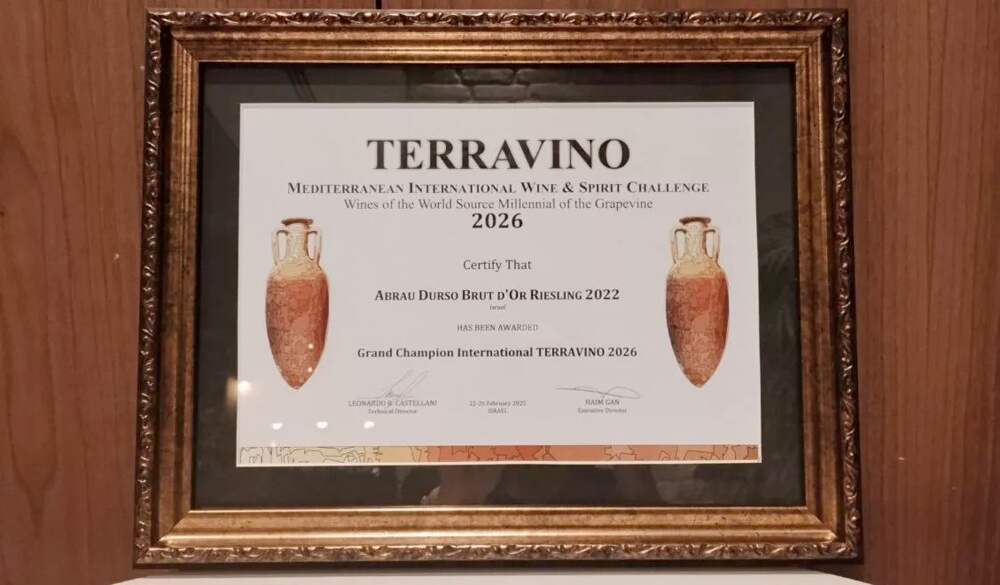 TERRAVINO
MEDITERRANEAN INTERNATIONAL WINE & SPIRIT CHALLENGE
Wines of the World Source Millennial of the Grapevine
2026
Certify That
ABRAU DURSO BRUT D'OR RIESLING 2022
HAS BEEN AWARDED
Grand Champion International TERRAVINO 2026
LEONARDO R. CASTELLANI
Technical Director
February
ISRAEL
HAIM GAN
Executive Director